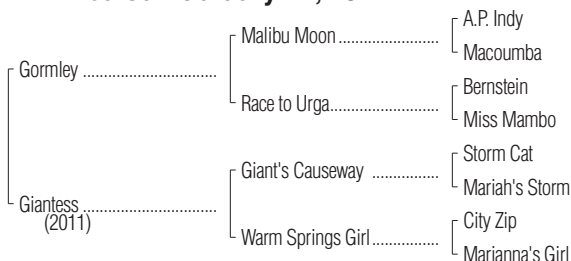 A.P. Indy
Malibu Moon
Macoumba
Gormley
Bernstein
Race to Urga
Miss Mambo
Storm Cat
Giant's Causeway
Mariah's Storm
Giantess
(2011)
City Zip
Warm Springs Girl
Marianna's Girl